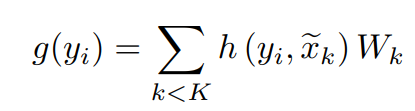 g(y_i) = \sum_{k<K} h (y_i, \widetilde{x}_k) W_k